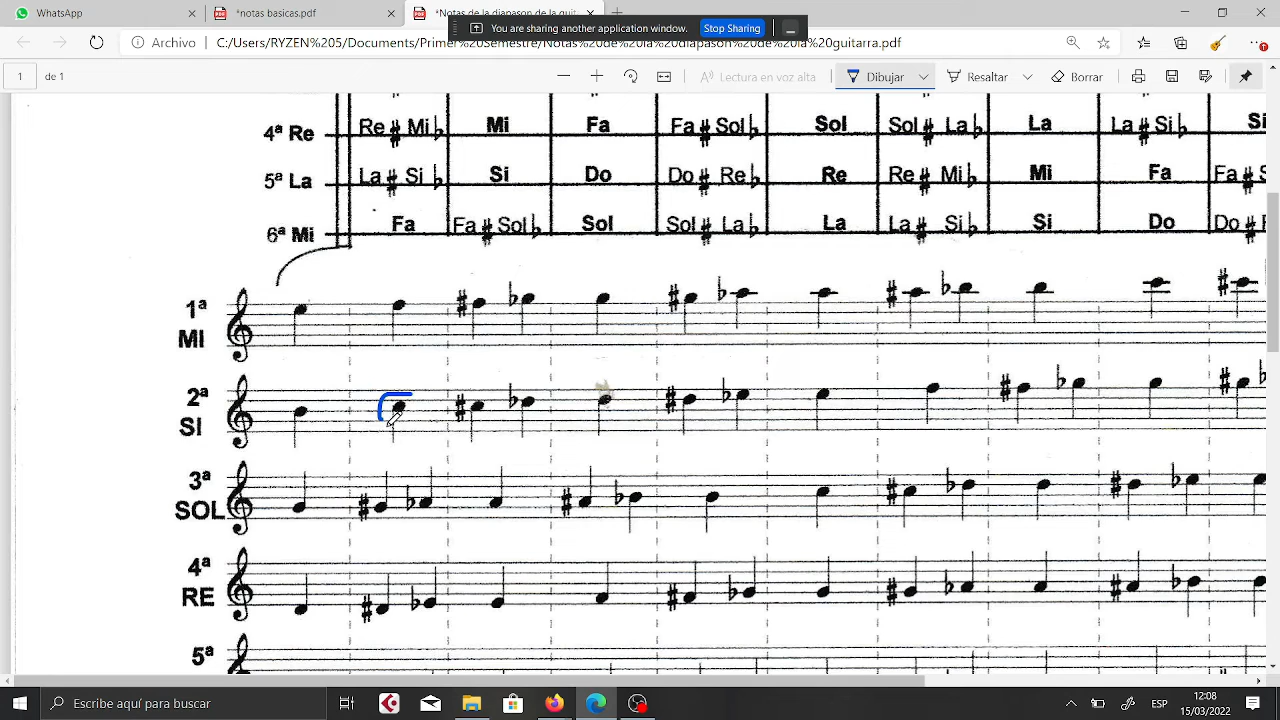 WhatsApp *notas basicas.pdf *Notas de la diapason de la guit
You are sharing another application window. Stop Sharing
Archivo C:/Users/RYZEN%205/Documents/Primer%20Semestre/Notas%20de%20la%20diapason%20de%20la%20guitarra.pdf
1 de 1 Lectura en voz alta Dibujar Resaltar Borrar
4ª Re Re # Mi♭ Mi Fa Fa # Sol♭ Sol Sol # La♭ La La # Si♭ Si
5ª La La # Si♭ Si Do Do # Re♭ Re Re # Mi♭ Mi Fa Fa #
6ª Mi Fa Fa # Sol♭ Sol Sol # La♭ La La # Si♭ Si Do Do #
1ª
MI
2ª
SI
3ª
SOL
4ª
RE
5ª
Escribe aquí para buscar ESP 12:08
15/03/2022